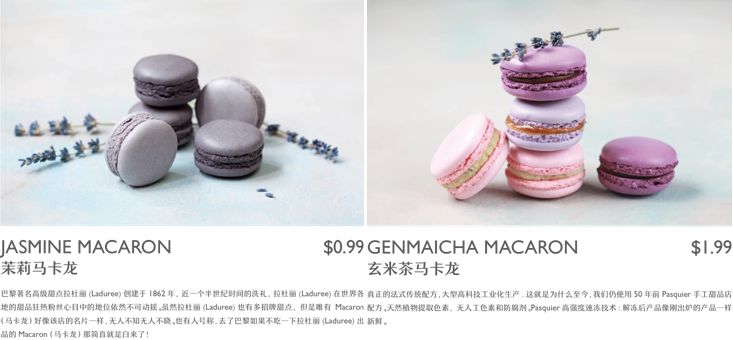 JASMINE MACARON $0.99
茉莉马卡龙
巴黎著名高级甜点拉杜丽 (Laduree) 创建于 1862 年, 近一个半世纪时间的洗礼, 拉杜丽 (Laduree) 在世界各
地的甜品狂热粉丝心目中的地位依然不可动摇。虽然拉杜丽 (Laduree) 也有多招牌甜点, 但是唯有 Macaron
(马卡龙) 好像该店的名片一样, 无人不知无人不晓。也有人号称, 去了巴黎如果不吃一下拉杜丽 (Laduree) 出
品的 Macaron (马卡龙) 那简直就是白来了!
GENMAICHA MACARON $1.99
玄米茶马卡龙
真正的法式传统配方, 大型高科技工业化生产 . 这就是为什么至今, 我们仍使用 50 年前 Pasquier 手工甜品店
配方。天然植物提取色素, 无人工色素和防腐剂。Pasquier 高强度速冻技术 : 解冻后产品像刚出炉的产品一样
新鲜。